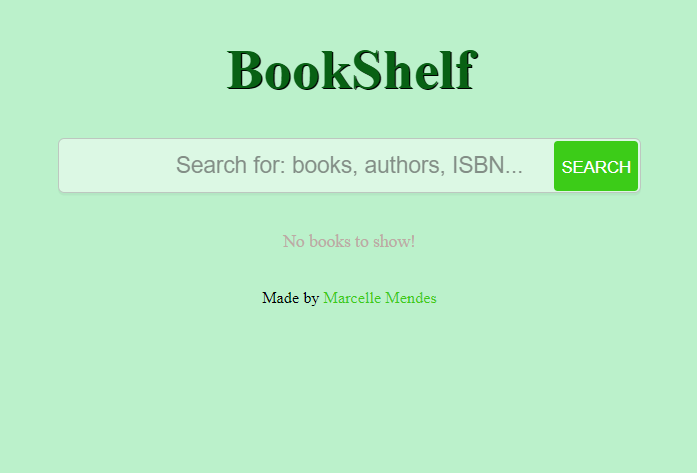 BookShelf
Search for: books, authors, ISBN... SEARCH
No books to show!
Made by Marcelle Mendes